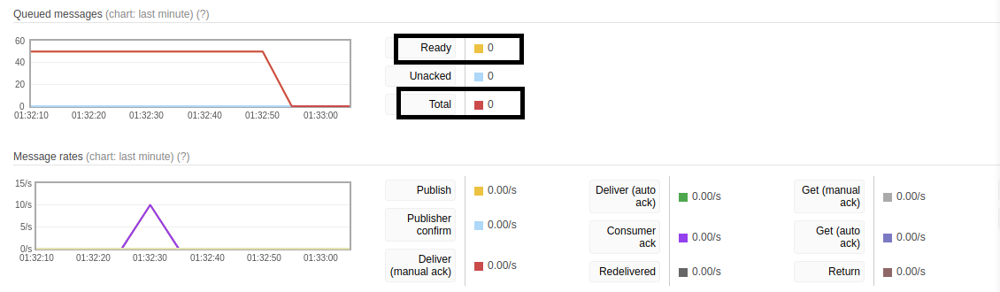 Queued messages (chart: last minute) (?)
60
40
20
0
01:32:10 01:32:20 01:32:30 01:32:40 01:32:50 01:33:00
Ready 0
Unacked 0
Total 0
Message rates (chart: last minute) (?)
15/s
10/s
5/s
0/s
01:32:10 01:32:20 01:32:30 01:32:40 01:32:50 01:33:00
Publish 0.00/s
Publisher
confirm 0.00/s
Deliver
(manual ack) 0.00/s
Deliver (auto
ack) 0.00/s
Consumer
ack 0.00/s
Redelivered 0.00/s
Get (manual
ack) 0.00/s
Get (auto
ack) 0.00/s
Return 0.00/s